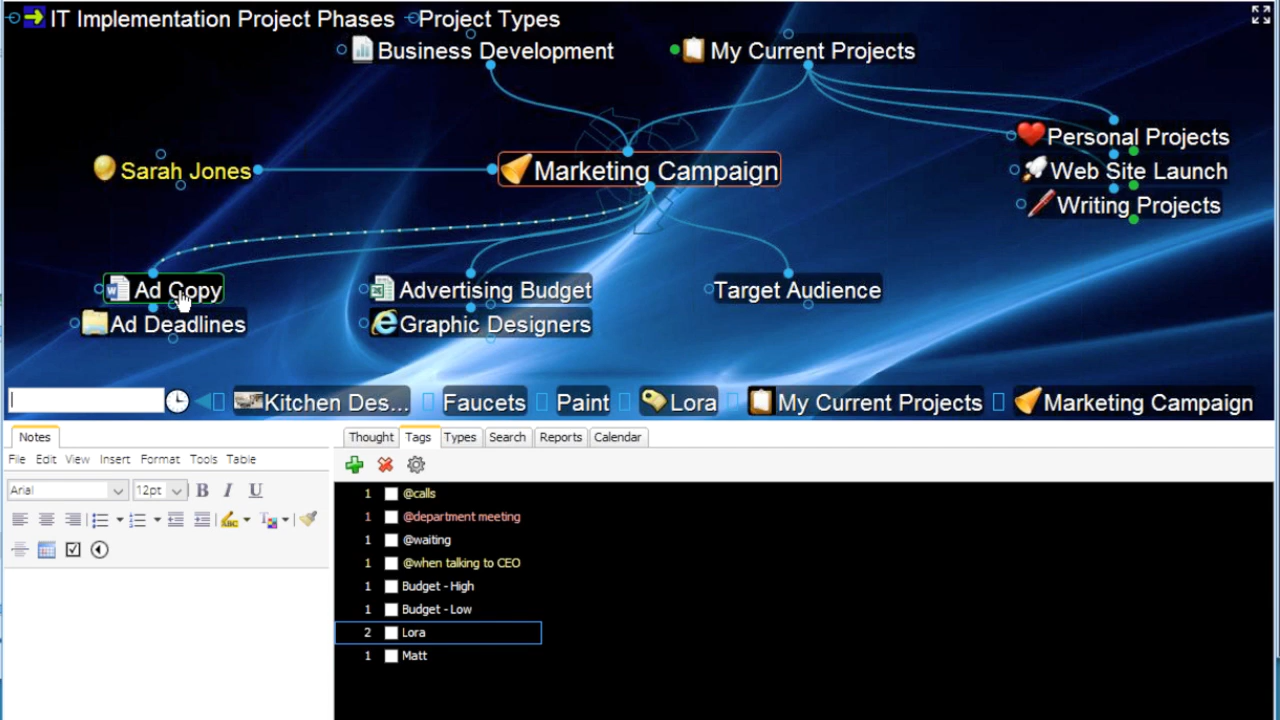 IT Implementation Project Phases Project Types
Business Development My Current Projects
Personal Projects
Sarah Jones Marketing Campaign Web Site Launch
Writing Projects
Ad Copy Advertising Budget Target Audience
Ad Deadlines Graphic Designers
Kitchen Des... Faucets Paint Lora My Current Projects Marketing Campaign
Notes
File Edit View Insert Format Tools Table
Arial 12pt B I U
ABC T
Thought Tags Types Search Reports Calendar
1 @calls
1 @department meeting
1 @waiting
1 @when talking to CEO
1 Budget - High
1 Budget - Low
2 Lora
1 Matt